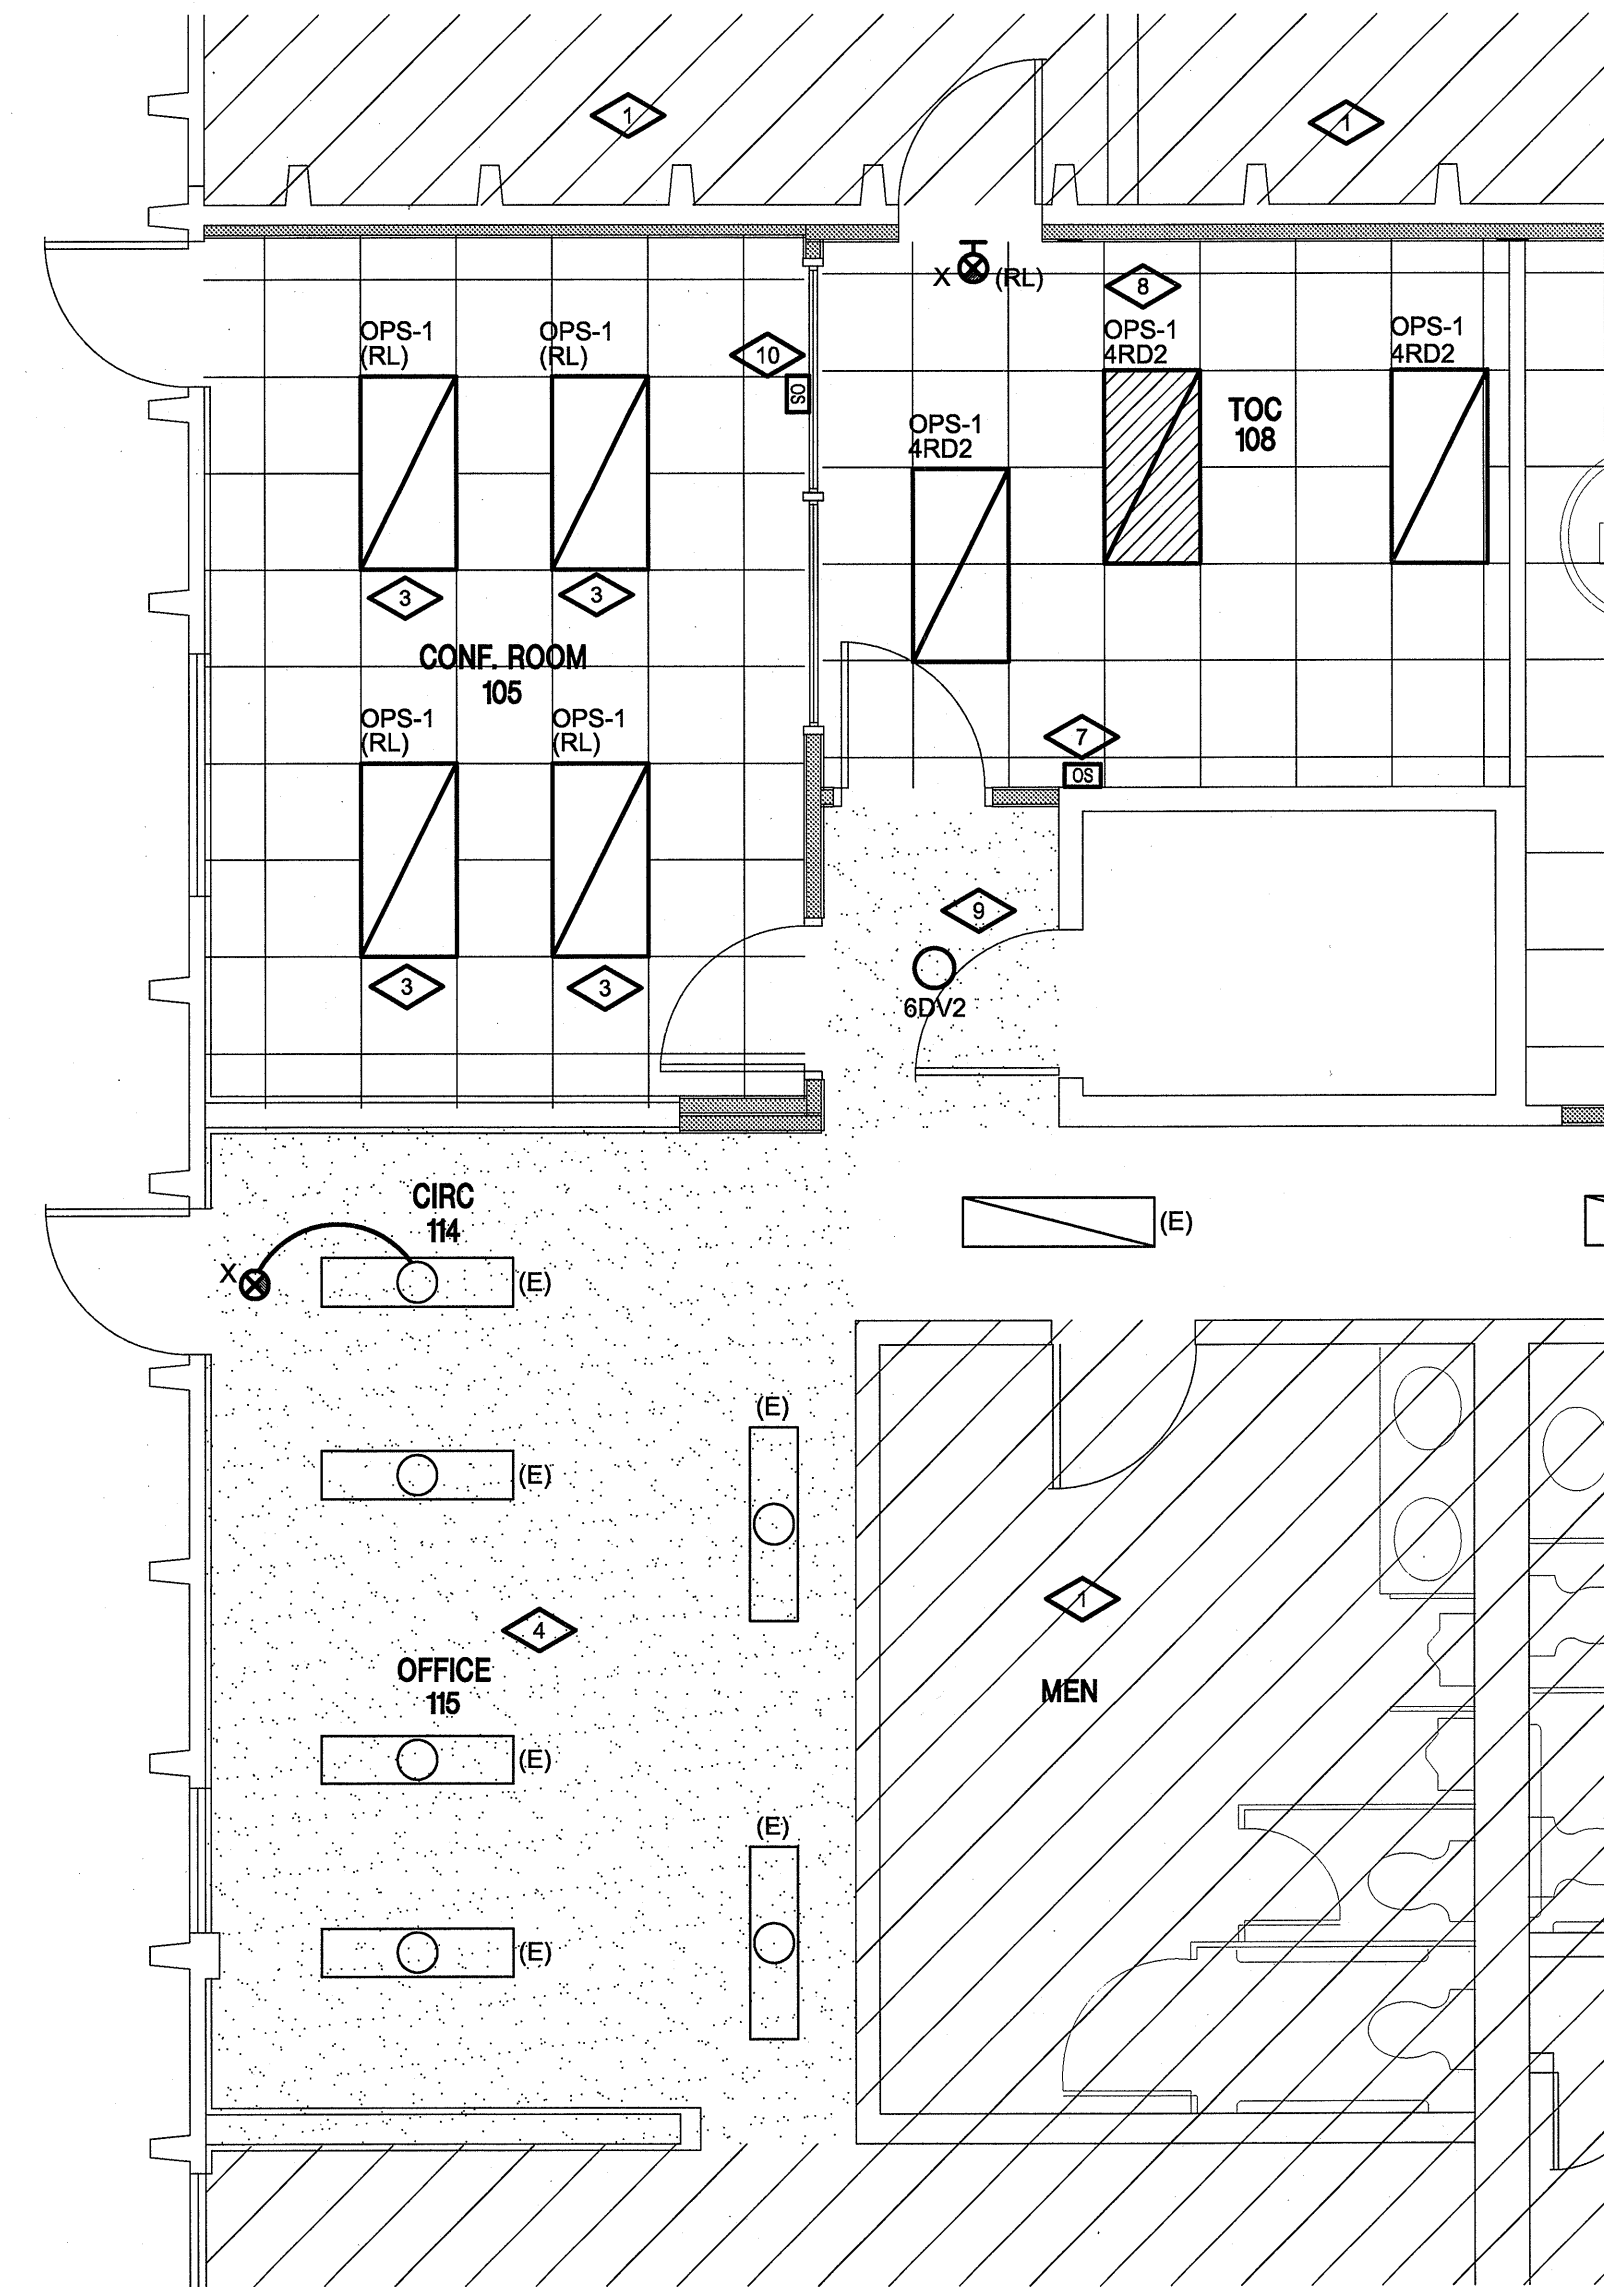 1
1
X
(RL)
8
OPS-1
(RL)
OPS-1
(RL)
10
OS
OPS-1
4RD2
OPS-1
4RD2
OPS-1
4RD2
TOC
108
3
3
CONF. ROOM
105
OPS-1
(RL)
OPS-1
(RL)
7
OS
9
6DV2
3
3
CIRC
114
(E)
X
(E)
(E)
(E)
4
1
OFFICE
115
MEN
(E)
(E)
(E)